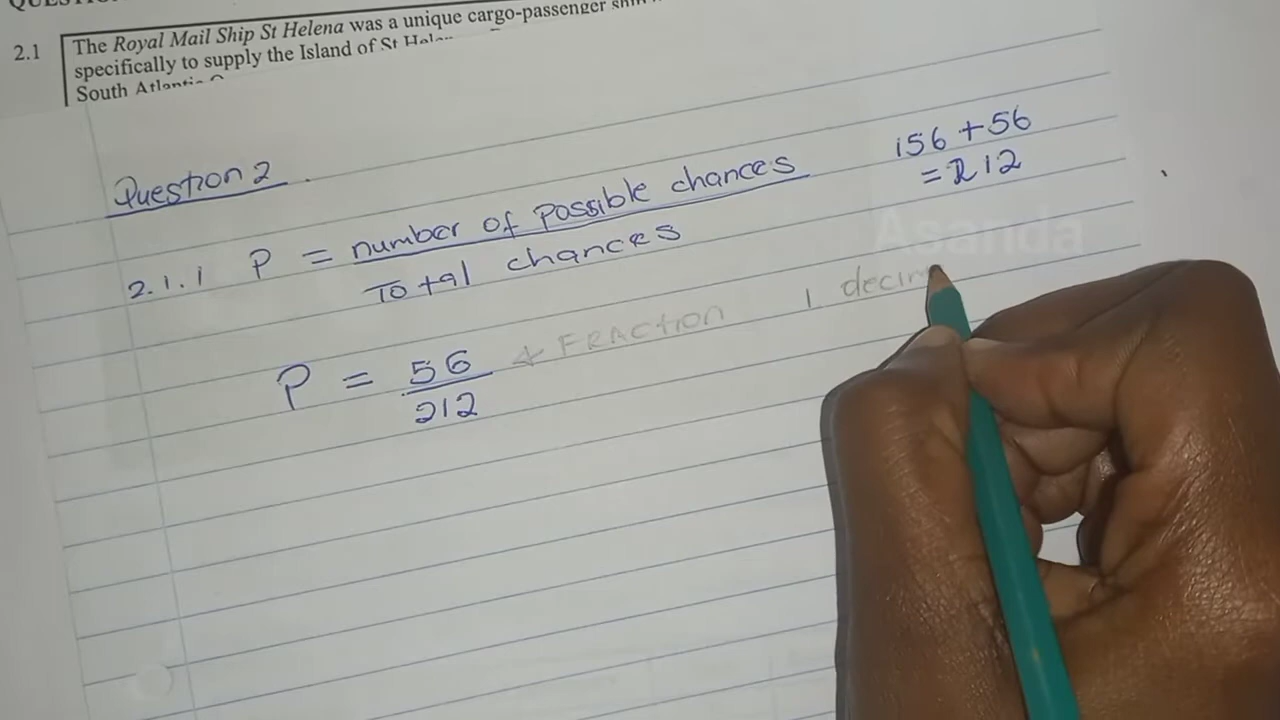 2.1 The Royal Mail Ship St Helena was a unique cargo-passenger
specifically to supply the Island of St
South Atlantic
Question 2
156 + 56
= 212
2.1.1 P = number of possible chances
Total chances
P = 56
212
FRACTION
1 decim
Asanda